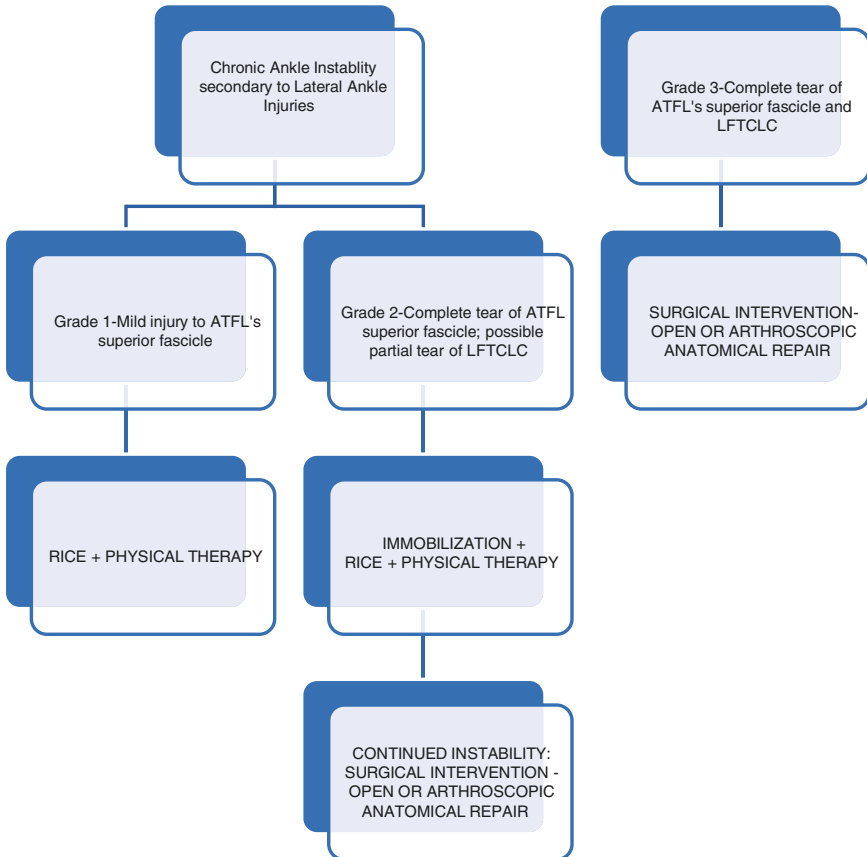 Chronic Ankle Instablity
secondary to Lateral Ankle
Injuries
Grade 3-Complete tear of
ATFL's superior fascicle and
LFTCLC
Grade 1-Mild injury to ATFL's
superior fascicle
Grade 2-Complete tear of ATFL
superior fascicle; possible
partial tear of LFTCLC
SURGICAL INTERVENTION-
OPEN OR ARTHROSCOPIC
ANATOMICAL REPAIR
RICE + PHYSICAL THERAPY
IMMOBILIZATION +
RICE + PHYSICAL THERAPY
CONTINUED INSTABILITY:
SURGICAL INTERVENTION -
OPEN OR ARTHROSCOPIC
ANATOMICAL REPAIR